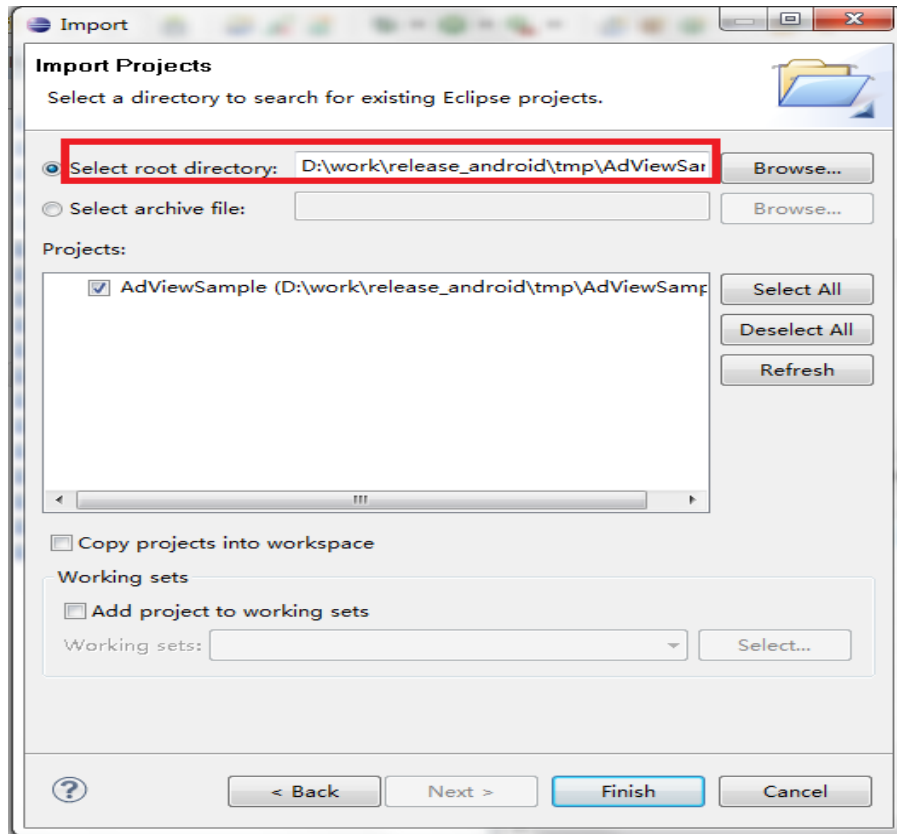 Import
Import Projects
Select a directory to search for existing Eclipse projects.
Select root directory: D:\work\release_android\tmp\AdViewSar Browse...
Select archive file: Browse...
Projects:
AdViewSample (D:\work\release_android\tmp\AdViewSamp Select All
Deselect All
Refresh
Copy projects into workspace
Working sets
Add project to working sets
Working sets: Select...
< Back Next > Finish Cancel